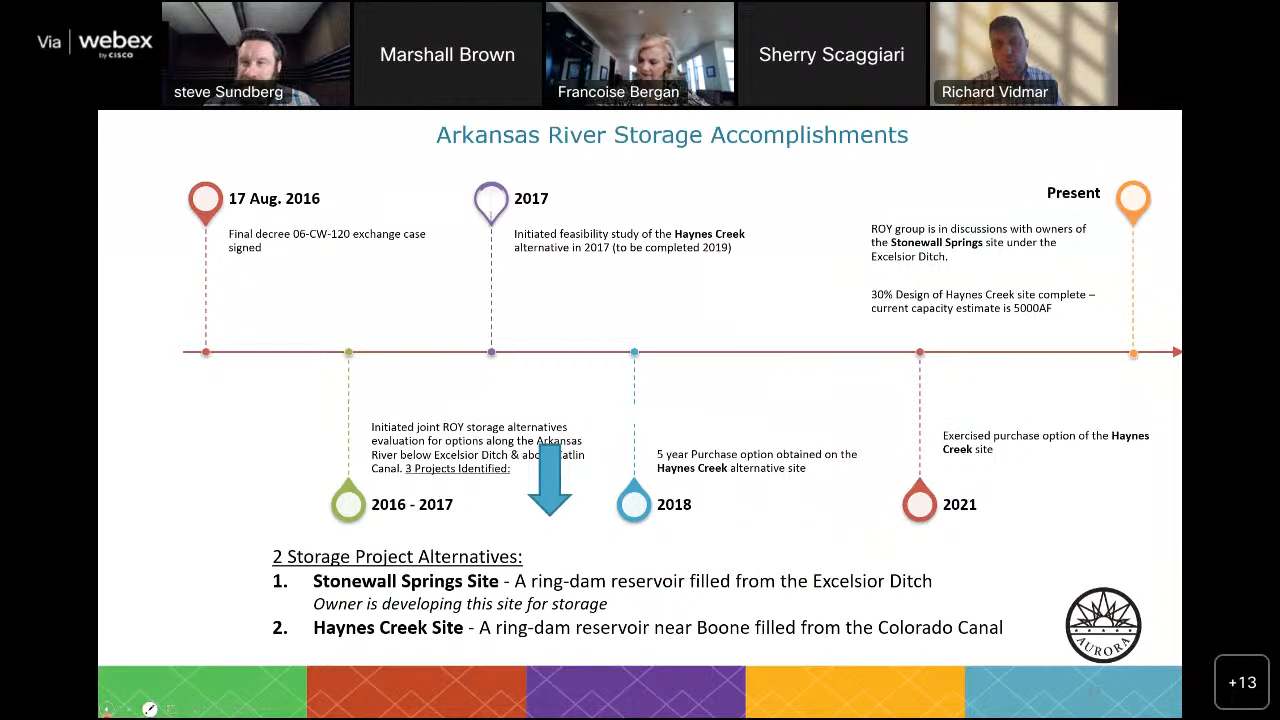 Via webex
by CISCO
steve Sundberg
Marshall Brown
Francoise Bergan
Sherry Scaggiari
Richard Vidmar
Arkansas River Storage Accomplishments
17 Aug. 2016
Final decree 06-CW-120 exchange case
signed
2017
Initiated feasibility study of the Haynes Creek
alternative in 2017 (to be completed 2019)
Present
ROY group is in discussions with owners of
the Stonewall Springs site under the
Excelsior Ditch.
30% Design of Haynes Creek site complete –
current capacity estimate is 5000AF
Initiated joint ROY storage alternatives
evaluation for options along the Arkansas
River below Excelsior Ditch & above Catlin
Canal. 3 Projects Identified:
2016 - 2017
5 year Purchase option obtained on the
Haynes Creek alternative site
2018
Exercised purchase option of the Haynes
Creek site
2021
2 Storage Project Alternatives:
1. Stonewall Springs Site - A ring-dam reservoir filled from the Excelsior Ditch
Owner is developing this site for storage
2. Haynes Creek Site - A ring-dam reservoir near Boone filled from the Colorado Canal
AURORA
+13